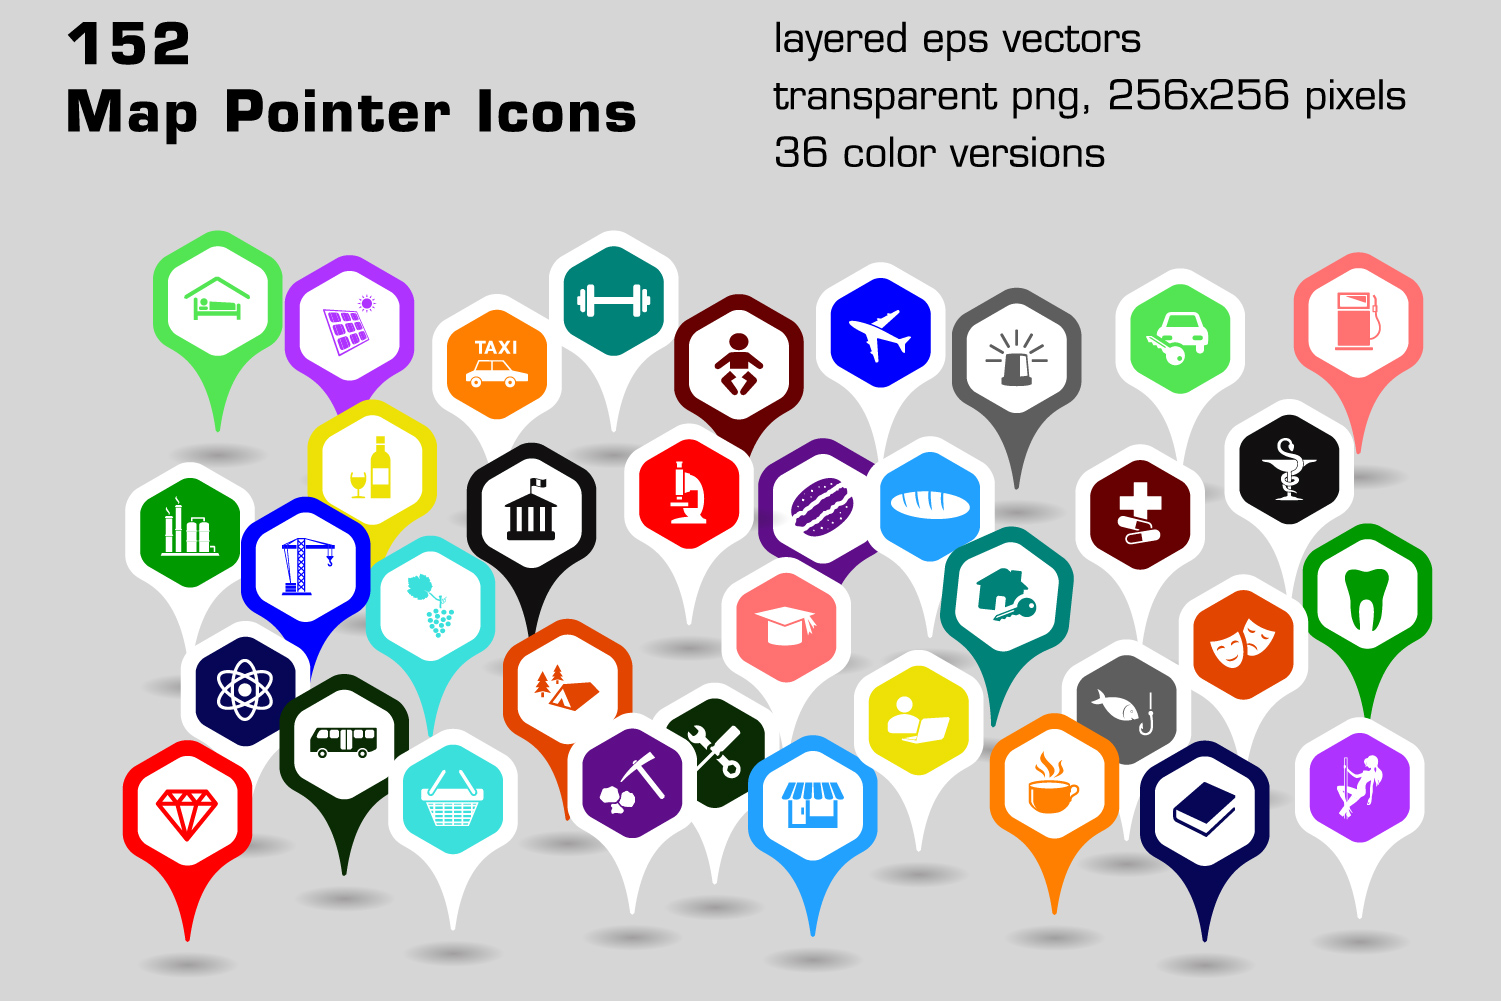 152
Map Pointer Icons
layered eps vectors
transparent png, 256x256 pixels
36 color versions
TAXI